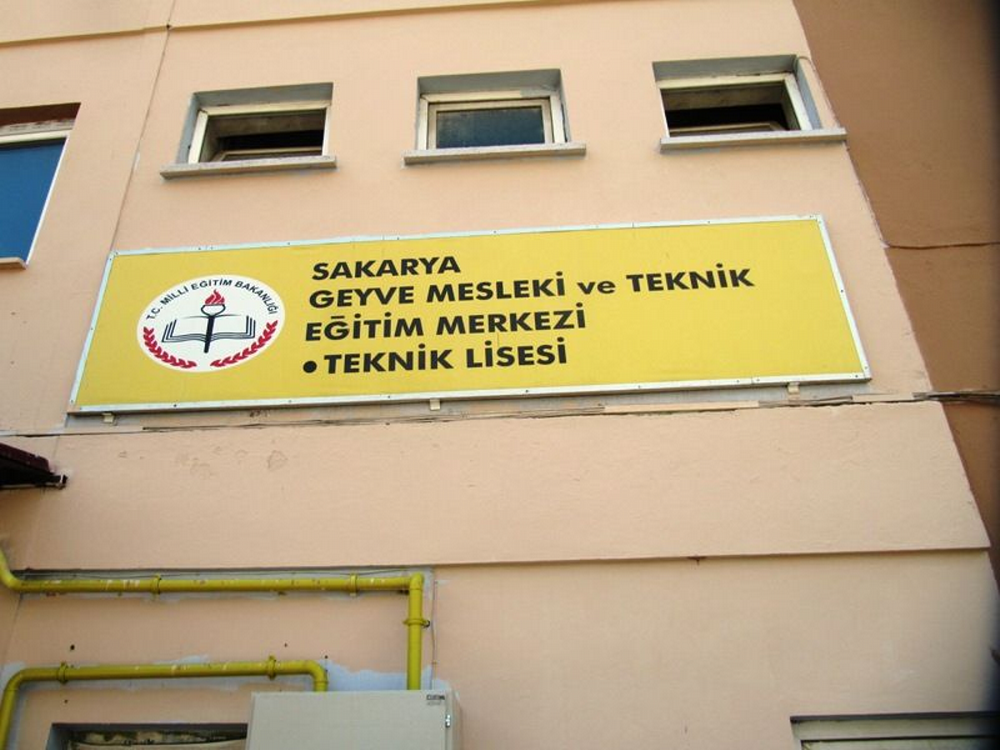 T.C. MİLLİ EĞİTİM BAKANLIĞI
SAKARYA
GEYVE MESLEKİ ve TEKNİK
EĞİTİM MERKEZİ
• TEKNİK LİSESİ